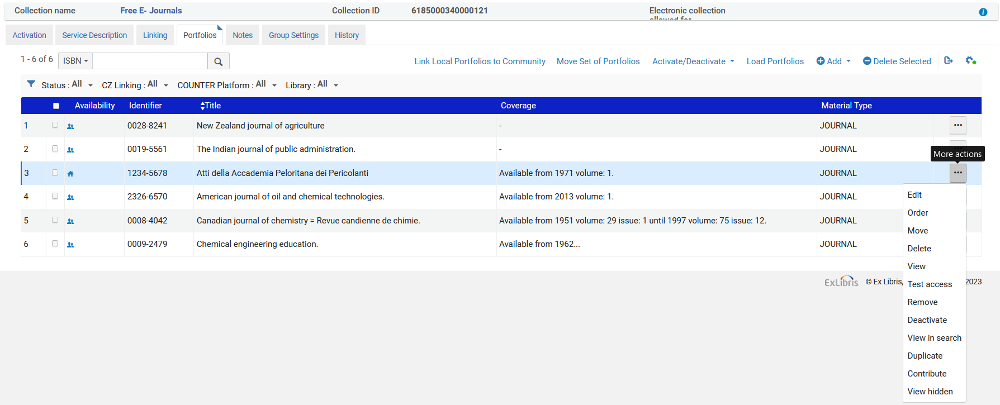 Collection name Free E- Journals Collection ID 6185000340000121 Electronic collection
Activation Service Description Linking Portfolios Notes Group Settings History
1 - 6 of 6 ISBN Link Local Portfolios to Community Move Set of Portfolios Activate/Deactivate Load Portfolios Add Delete Selected
Status : All CZ Linking : All COUNTER Platform : All Library : All
Availability Identifier Title Coverage Material Type
1 0028-8241 New Zealand journal of agriculture - JOURNAL
2 0019-5561 The Indian journal of public administration. - JOURNAL
More actions
3 1234-5678 Atti della Accademia Peloritana dei Pericolanti Available from 1971 volume: 1. JOURNAL
4 2326-6570 American journal of oil and chemical technologies. Available from 2013 volume: 1. JOURNAL
5 0008-4042 Canadian journal of chemistry = Revue candienne de chimie. Available from 1951 volume: 29 issue: 1 until 1997 volume: 75 issue: 12. JOURNAL
6 0009-2479 Chemical engineering education. Available from 1962... JOURNAL
Edit
Order
Move
Delete
View
Test access
Remove
Deactivate
View in search
Duplicate
Contribute
View hidden
ExLibris © Ex Libris, 2023